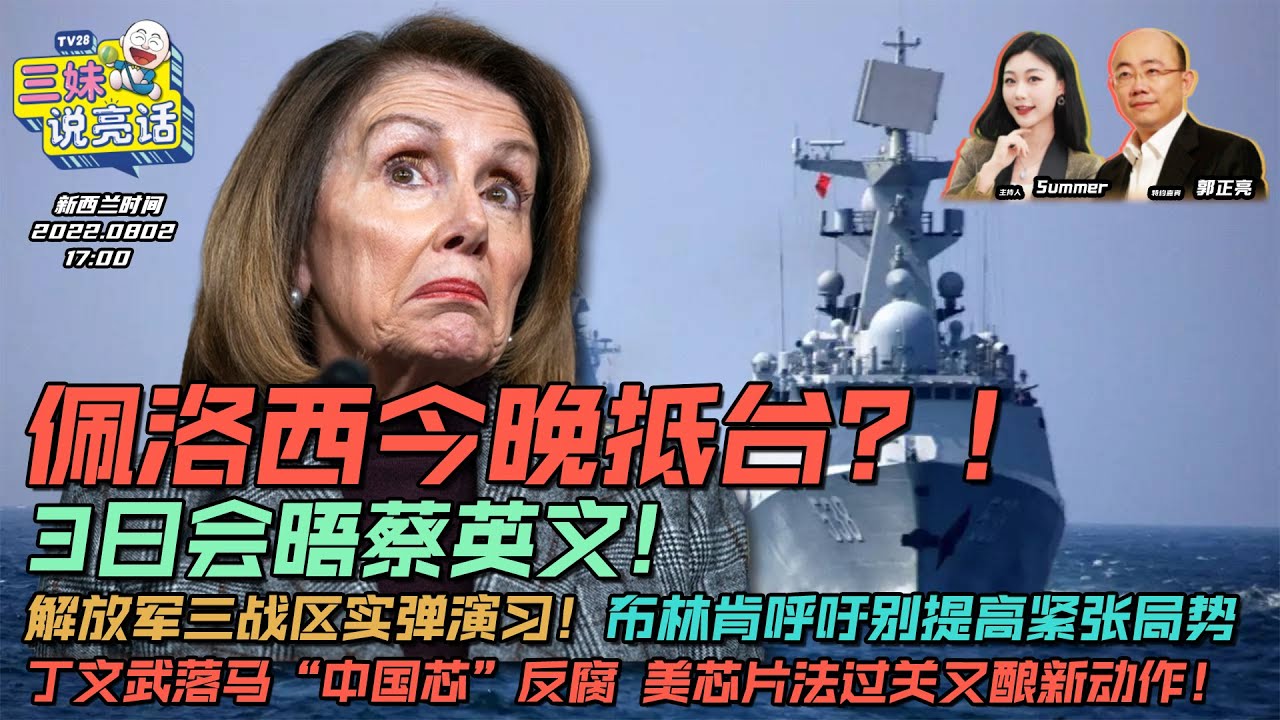 TV28
三妹
说亮话
新西兰时间
2022.0802
17:00
主持人 Summer
特约嘉宾 郭正亮
佩洛西今晚抵台？！
3日会晤蔡英文！
解放军三战区实弹演习！布林肯呼吁别提高紧张局势
丁文武落马“中国芯”反腐 美芯片法过关又酿新动作！